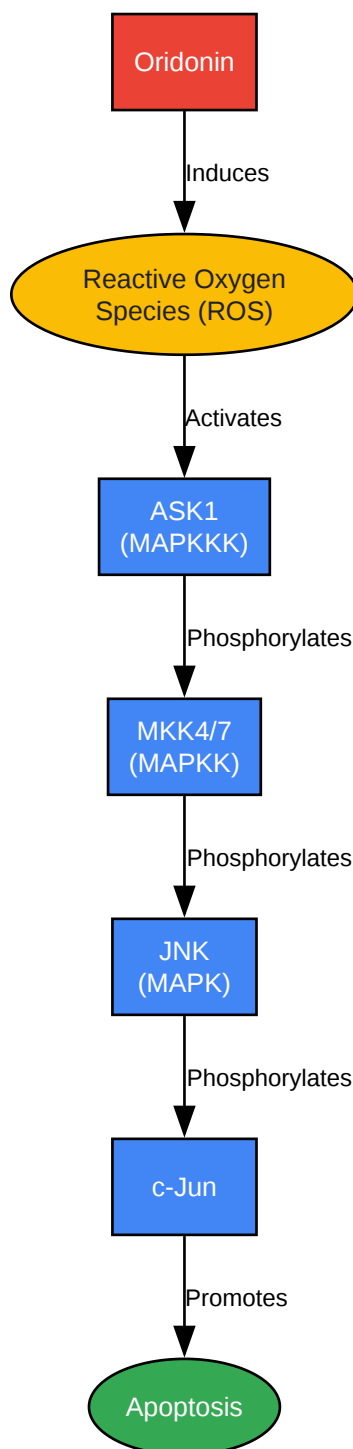 Oridonin
Induces
Reactive Oxygen
Species (ROS)
Activates
ASK1
(MAPKKK)
Phosphorylates
MKK4/7
(MAPKK)
Phosphorylates
JNK
(MAPK)
Phosphorylates
c-Jun
Promotes
Apoptosis